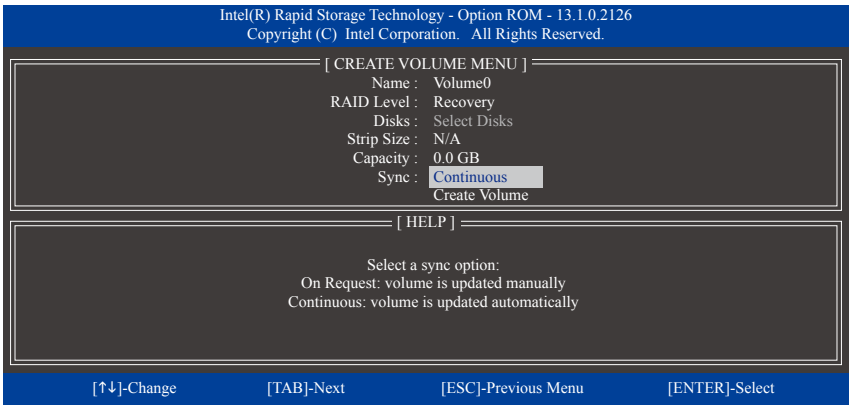 Intel(R) Rapid Storage Technology - Option ROM - 13.1.0.2126
Copyright (C) Intel Corporation. All Rights Reserved.
[ CREATE VOLUME MENU ]
Name : Volume0
RAID Level : Recovery
Disks : Select Disks
Strip Size : N/A
Capacity : 0.0 GB
Sync : Continuous
Create Volume
[ HELP ]
Select a sync option:
On Request: volume is updated manually
Continuous: volume is updated automatically
[↑↓]-Change [TAB]-Next [ESC]-Previous Menu [ENTER]-Select